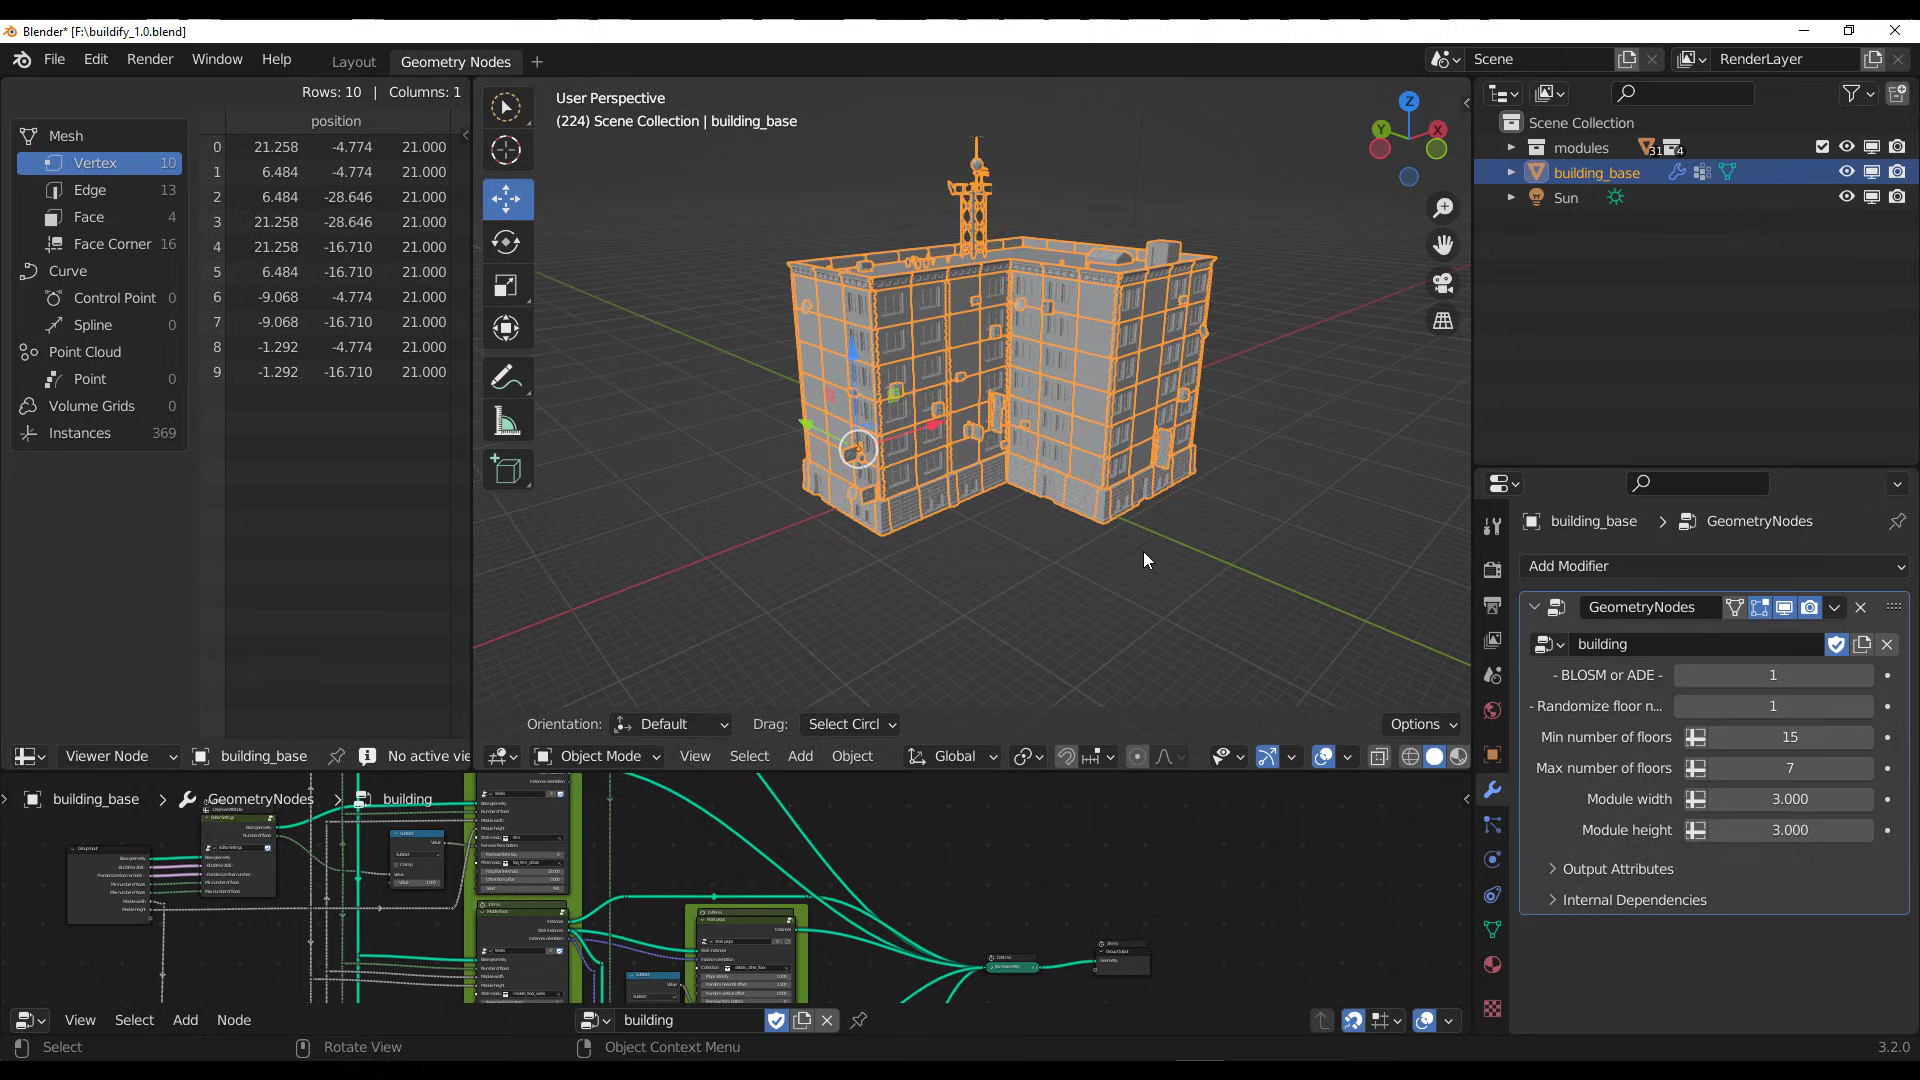 Blender* [F:\buildify_1.0.blend]
File Edit Render Window Help Layout Geometry Nodes + Scene RenderLayer
Rows: 10 | Columns: 1
position
Mesh
Vertex 10
Edge 13
Face 4
Face Corner 16
Curve
Control Point 0
Spline 0
Point Cloud
Point 0
Volume Grids 0
Instances 369
0 21.258 -4.774 21.000
1 6.484 -4.774 21.000
2 6.484 -28.646 21.000
3 21.258 -28.646 21.000
4 21.258 -16.710 21.000
5 6.484 -16.710 21.000
6 -9.068 -4.774 21.000
7 -9.068 -16.710 21.000
8 -1.292 -4.774 21.000
9 -1.292 -16.710 21.000
User Perspective
(224) Scene Collection | building_base
Z
Y
X
Orientation: Default Drag: Select Circl Options
Viewer Node building_base No active vie
Object Mode View Select Add Object Global
Scene Collection
modules 31 4
building_base
Sun
building_base > GeometryNodes
Add Modifier
GeometryNodes
building
- BLOSM or ADE - 1
- Randomize floor n... 1
Min number of floors 15
Max number of floors 7
Module width 3.000
Module height 3.000
Output Attributes
Internal Dependencies
building_base > GeometryNodes > building
View Select Add Node building
Select Rotate View Object Context Menu 3.2.0